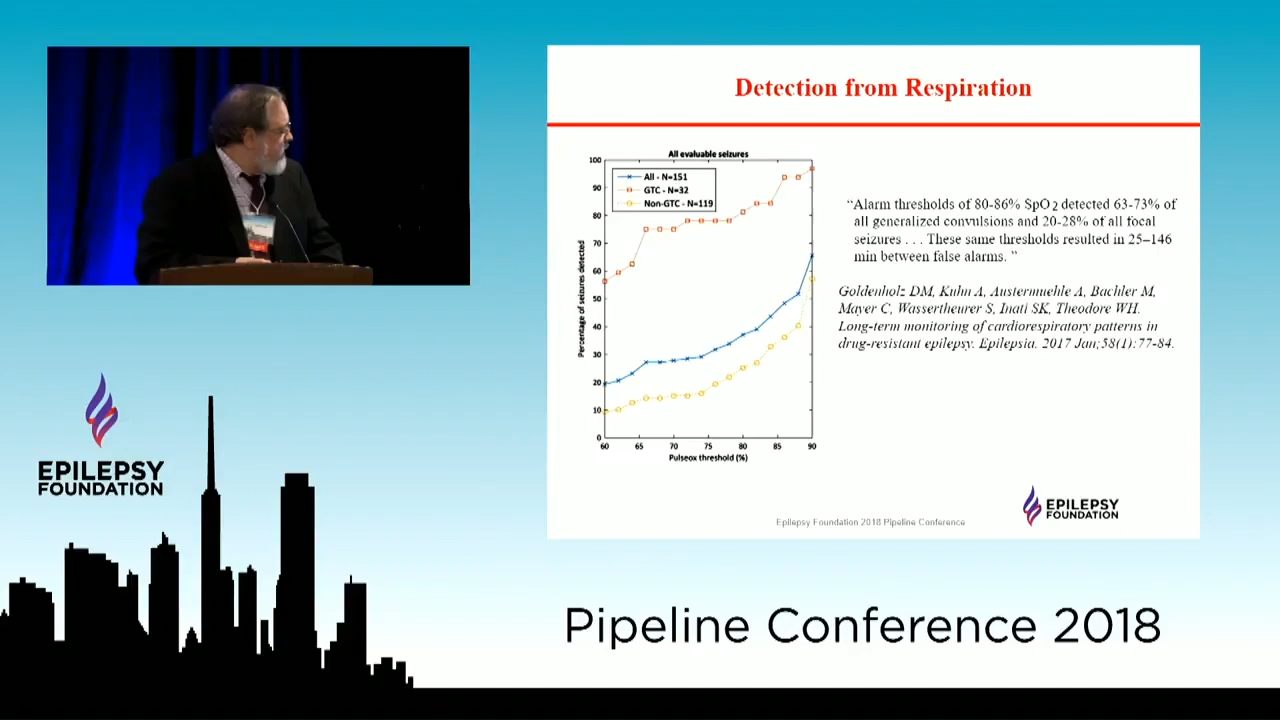 Detection from Respiration
All evaluable seizures
100
90
80
70
60
50
40
30
20
10
0
Percentage of seizures detected
All - N=151
GTC - N=32
Non-GTC - N=119
60 65 70 75 80 85 90
Pulseox threshold (%)
“Alarm thresholds of 80-86% SpO2 detected 63-73% of
all generalized convulsions and 20-28% of all focal
seizures . . . These same thresholds resulted in 25–146
min between false alarms. ”
Goldenholz DM, Kuhn A, Austermuehle A, Bachler M,
Mayer C, Wassertheurer S, Inati SK, Theodore WH.
Long-term monitoring of cardiorespiratory patterns in
drug-resistant epilepsy. Epilepsia. 2017 Jan;58(1):77-84.
Epilepsy Foundation 2018 Pipeline Conference
EPILEPSY
FOUNDATION
EPILEPSY
FOUNDATION
Pipeline Conference 2018